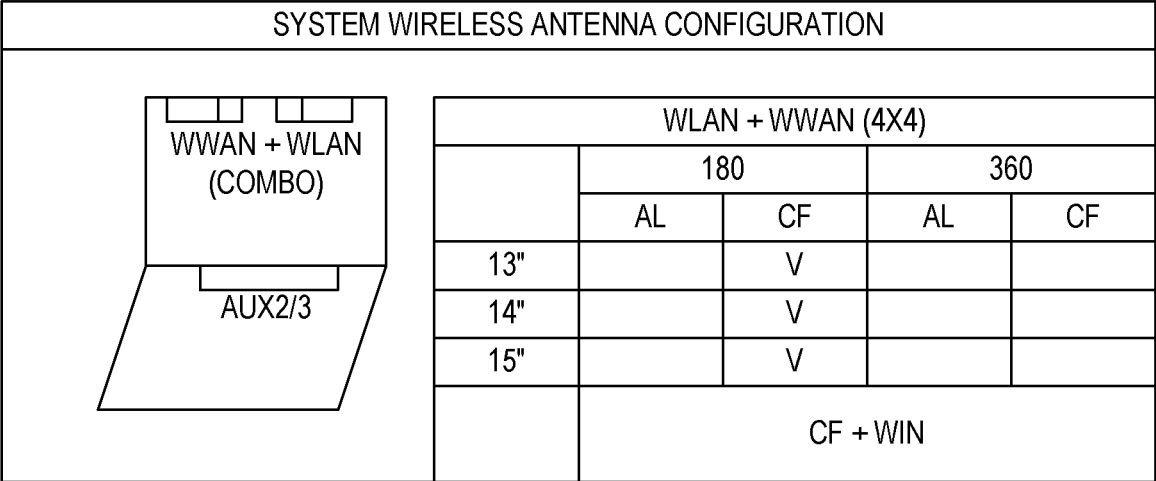 SYSTEM WIRELESS ANTENNA CONFIGURATION
WWAN + WLAN
(COMBO)
AUX2/3
WLAN + WWAN (4X4)
180 360
AL CF AL CF
13" V
14" V
15" V
CF + WIN